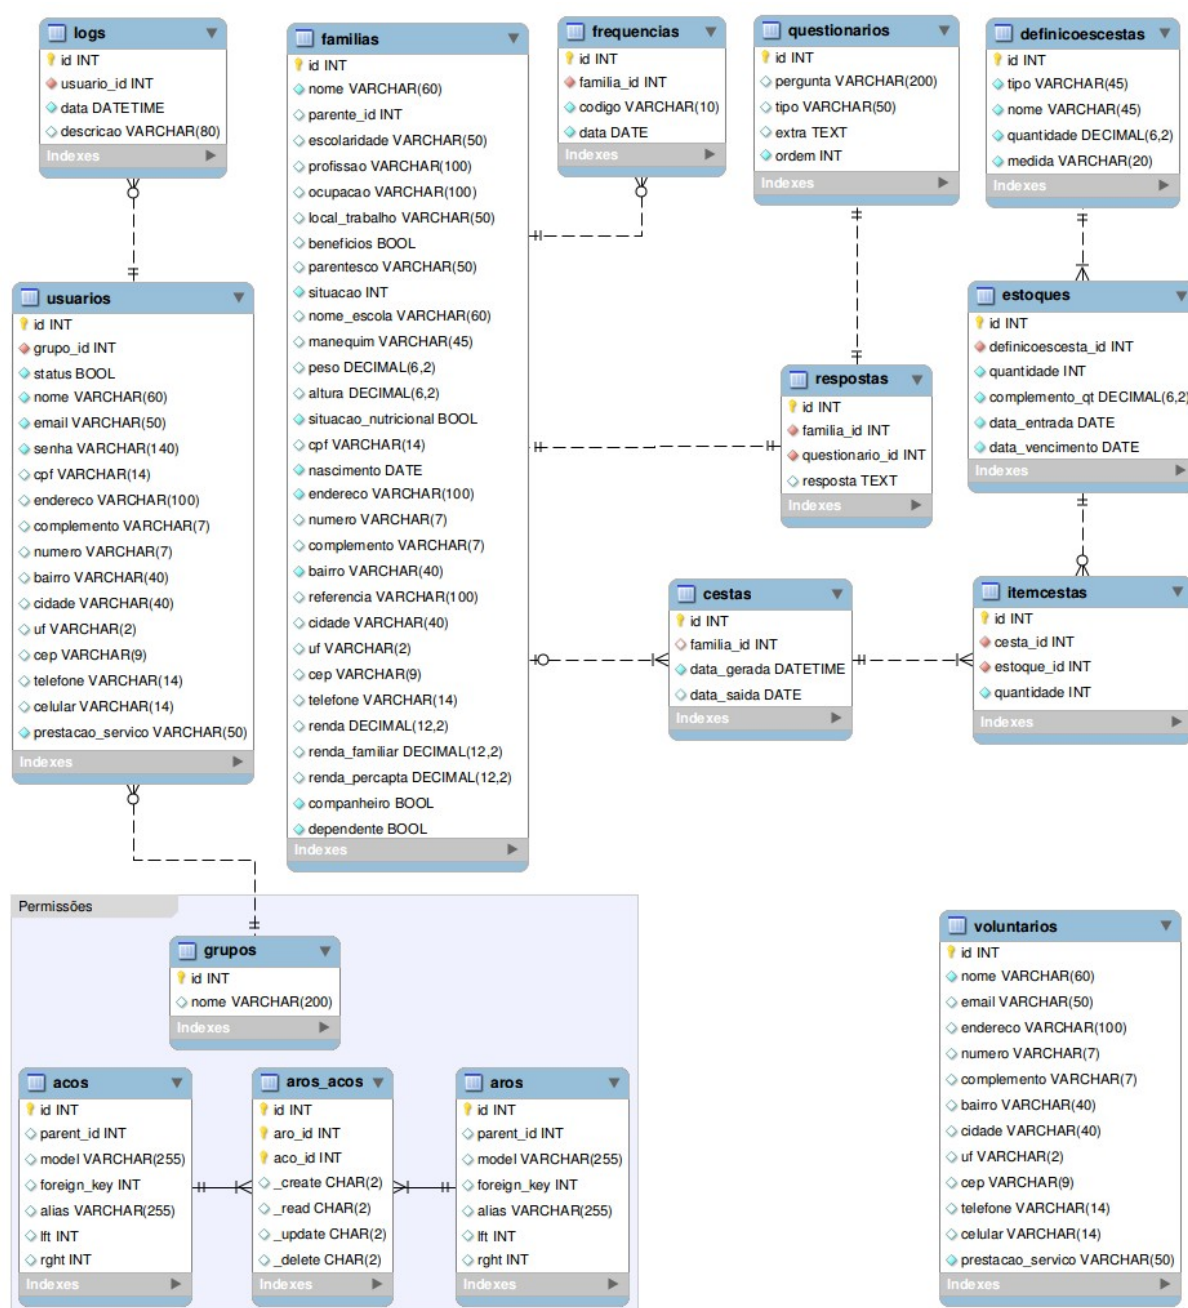 logs
id INT
usuario_id INT
data DATETIME
descricao VARCHAR(80)
Indexes
familias
id INT
nome VARCHAR(60)
parente_id INT
escolaridade VARCHAR(50)
profissao VARCHAR(100)
ocupacao VARCHAR(100)
local_trabalho VARCHAR(50)
beneficios BOOL
parentesco VARCHAR(50)
situacao INT
nome_escola VARCHAR(60)
manequim VARCHAR(45)
peso DECIMAL(6,2)
altura DECIMAL(6,2)
situacao_nutricional BOOL
cpf VARCHAR(14)
nascimento DATE
endereco VARCHAR(100)
numero VARCHAR(7)
complemento VARCHAR(7)
bairro VARCHAR(40)
referencia VARCHAR(100)
cidade VARCHAR(40)
uf VARCHAR(2)
cep VARCHAR(9)
telefone VARCHAR(14)
renda DECIMAL(12,2)
renda_familiar DECIMAL(12,2)
renda_percapta DECIMAL(12,2)
companheiro BOOL
dependente BOOL
Indexes
frequencias
id INT
familia_id INT
codigo VARCHAR(10)
data DATE
Indexes
questionarios
id INT
pergunta VARCHAR(200)
tipo VARCHAR(50)
extra TEXT
ordem INT
Indexes
definicoescestas
id INT
tipo VARCHAR(45)
nome VARCHAR(45)
quantidade DECIMAL(6,2)
medida VARCHAR(20)
Indexes
usuarios
id INT
grupo_id INT
status BOOL
nome VARCHAR(60)
email VARCHAR(50)
senha VARCHAR(140)
cpf VARCHAR(14)
endereco VARCHAR(100)
complemento VARCHAR(7)
numero VARCHAR(7)
bairro VARCHAR(40)
cidade VARCHAR(40)
uf VARCHAR(2)
cep VARCHAR(9)
telefone VARCHAR(14)
celular VARCHAR(14)
prestacao_servico VARCHAR(50)
Indexes
estoques
id INT
definicoescesta_id INT
quantidade INT
complemento_qt DECIMAL(6,2)
data_entrada DATE
data_vencimento DATE
Indexes
respostas
id INT
familia_id INT
questionario_id INT
resposta TEXT
Indexes
cestas
id INT
familia_id INT
data_gerada DATETIME
data_saida DATE
Indexes
itemcestas
id INT
cesta_id INT
estoque_id INT
quantidade INT
Indexes
Permissões
grupos
id INT
nome VARCHAR(200)
Indexes
acos
id INT
parent_id INT
model VARCHAR(255)
foreign_key INT
alias VARCHAR(255)
lft INT
rght INT
Indexes
aros_acos
id INT
aro_id INT
aco_id INT
_create CHAR(2)
_read CHAR(2)
_update CHAR(2)
_delete CHAR(2)
Indexes
aros
id INT
parent_id INT
model VARCHAR(255)
foreign_key INT
alias VARCHAR(255)
lft INT
rght INT
Indexes
voluntarios
id INT
nome VARCHAR(60)
email VARCHAR(50)
endereco VARCHAR(100)
numero VARCHAR(7)
complemento VARCHAR(7)
bairro VARCHAR(40)
cidade VARCHAR(40)
uf VARCHAR(2)
cep VARCHAR(9)
telefone VARCHAR(14)
celular VARCHAR(14)
prestacao_servico VARCHAR(50)
Indexes